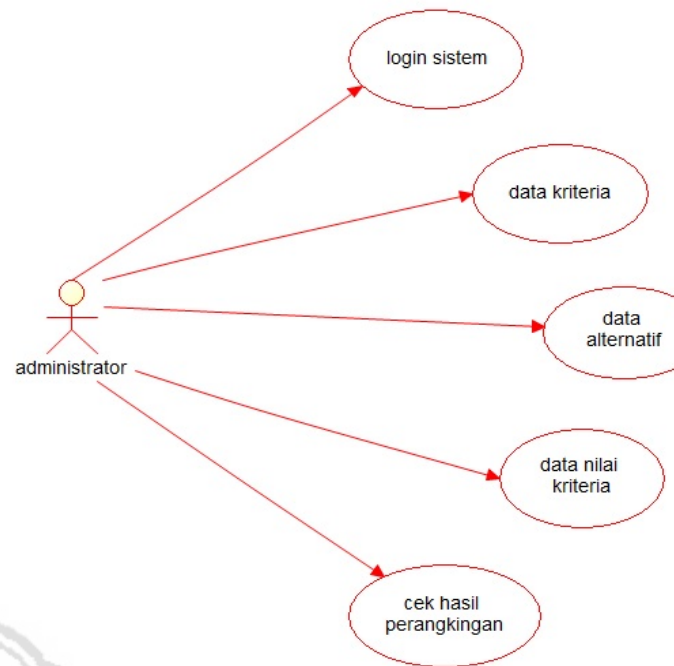 login sistem
data kriteria
data
alternatif
administrator
data nilai
kriteria
cek hasil
perangkingan